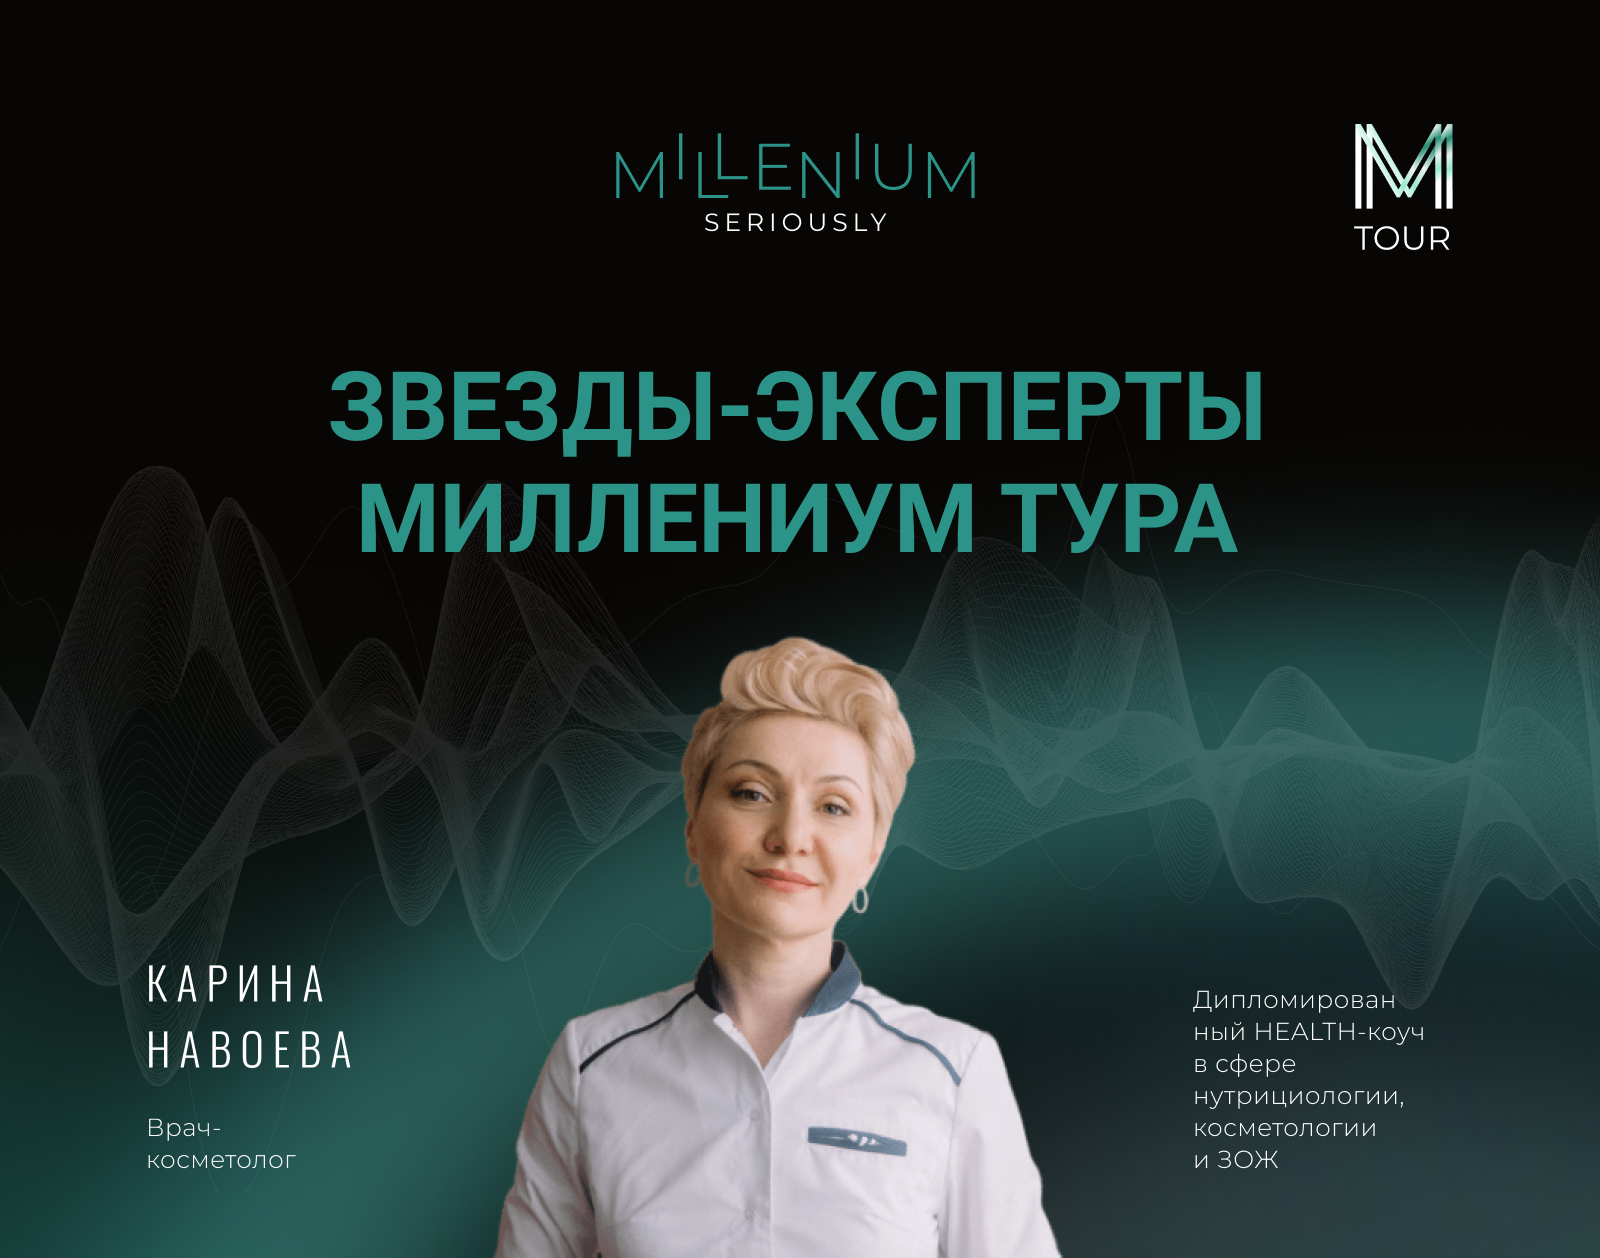 MILLENIUM
SERIOUSLY
M
TOUR
ЗВЕЗДЫ-ЭКСПЕРТЫ
МИЛЛЕНИУМ ТУРА
КАРИНА
НАВОЕВА
Врач-
косметолог
Дипломирован
ный HEALTH-коуч
в сфере
нутрициологии,
косметологии
и ЗОЖ